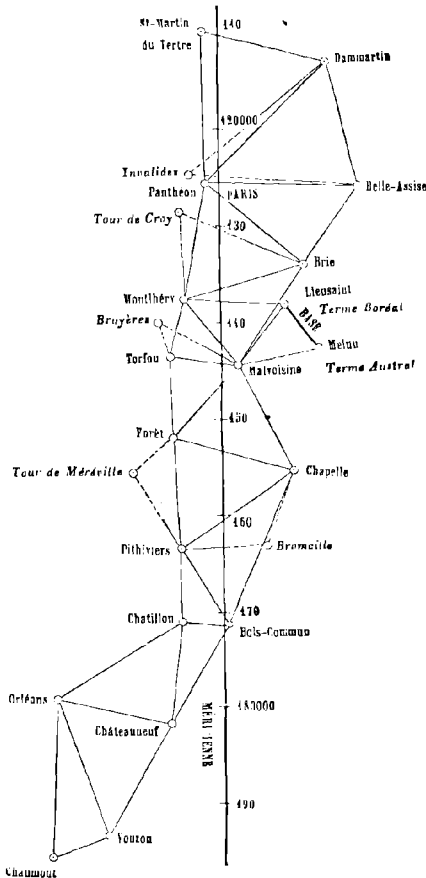 St-Martin
du Tertre
140
Dammartin
120000
Invalides
Panthéon
PARIS
Belle-Assise
Tour de Croy
130
Brie
Montlhéry
Lieusaint
Terme Boréal
BASE
Bruyères
140
Melun
Torfou
Malvoisine
Terme Austral
150
Forêt
Tour de Méréville
Chapelle
160
Pithiviers
Bromeille
170
Chatillon
Bois-Commun
Orléans
180000
Châteauneuf
MÉRIDIENNE
190
Vouzon
Chaumont